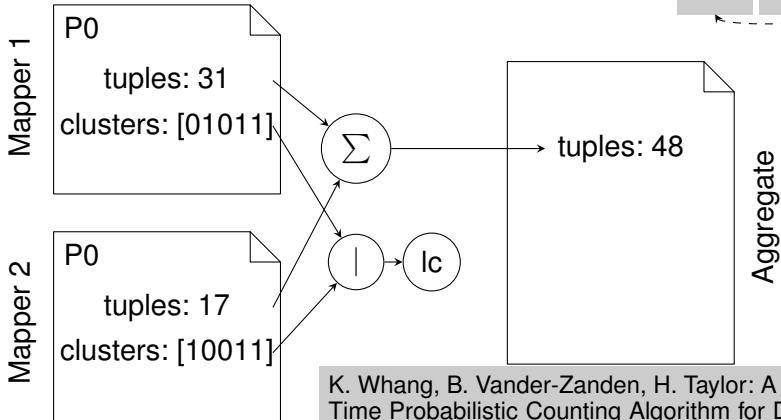 Mapper 1
P0
tuples: 31
clusters: [01011]
Σ
tuples: 48
Aggregate
Mapper 2
P0
tuples: 17
clusters: [10011]
|
lc
K. Whang, B. Vander-Zanden, H. Taylor: A
Time Probabilistic Counting Algorithm for